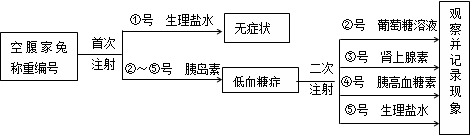 空腹家兔
称重编号
首次
注射
①号 生理盐水
无症状
②～⑤号 胰岛素
低血糖症
二次
注射
②号 葡萄糖溶液
③号 肾上腺素
④号 胰高血糖素
⑤号 生理盐水
观察并记录现象